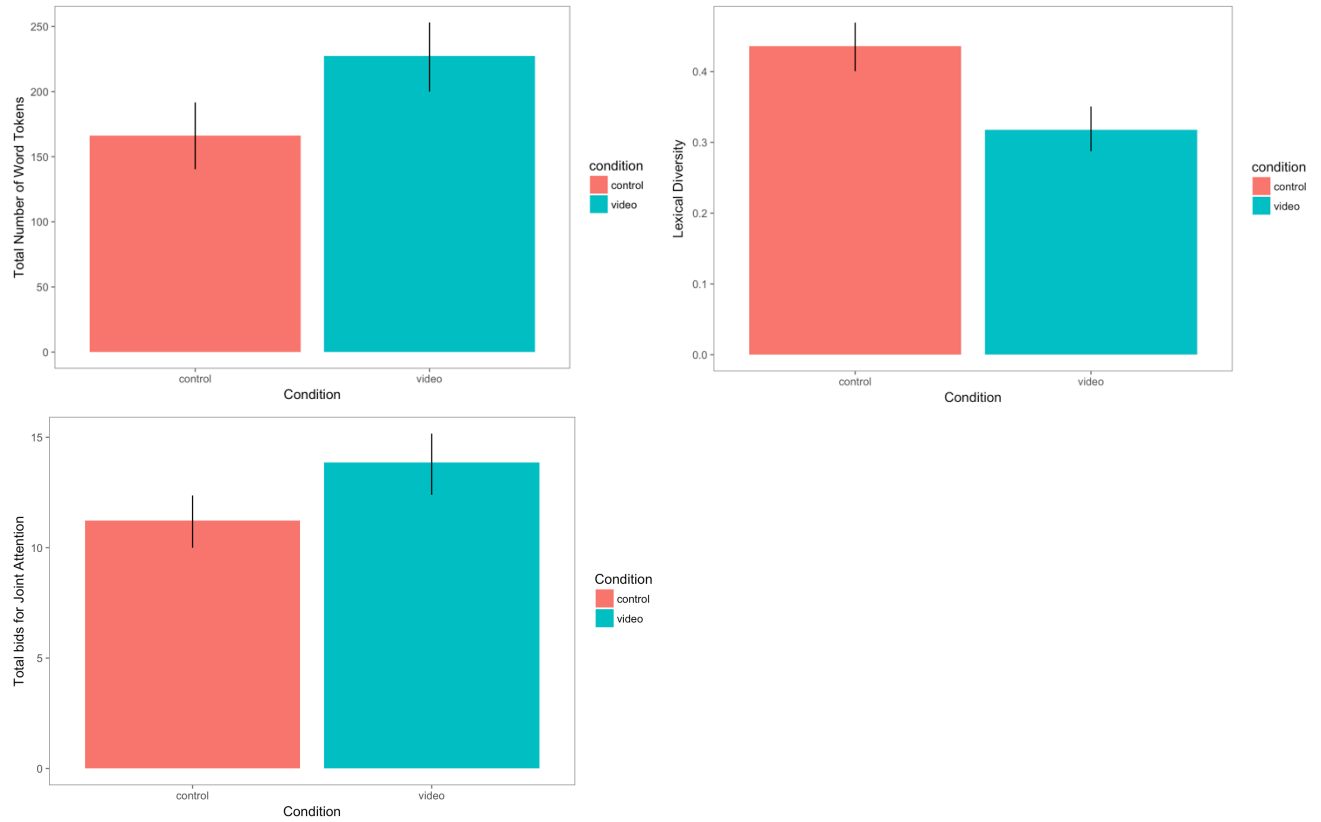 250
200
150
100
50
0
Total Number of Word Tokens
control
video
Condition
condition
control
video
0.4
0.3
0.2
0.1
0.0
Lexical Diversity
control
video
Condition
condition
control
video
15
10
5
0
Total bids for Joint Attention
control
video
Condition
Condition
control
video